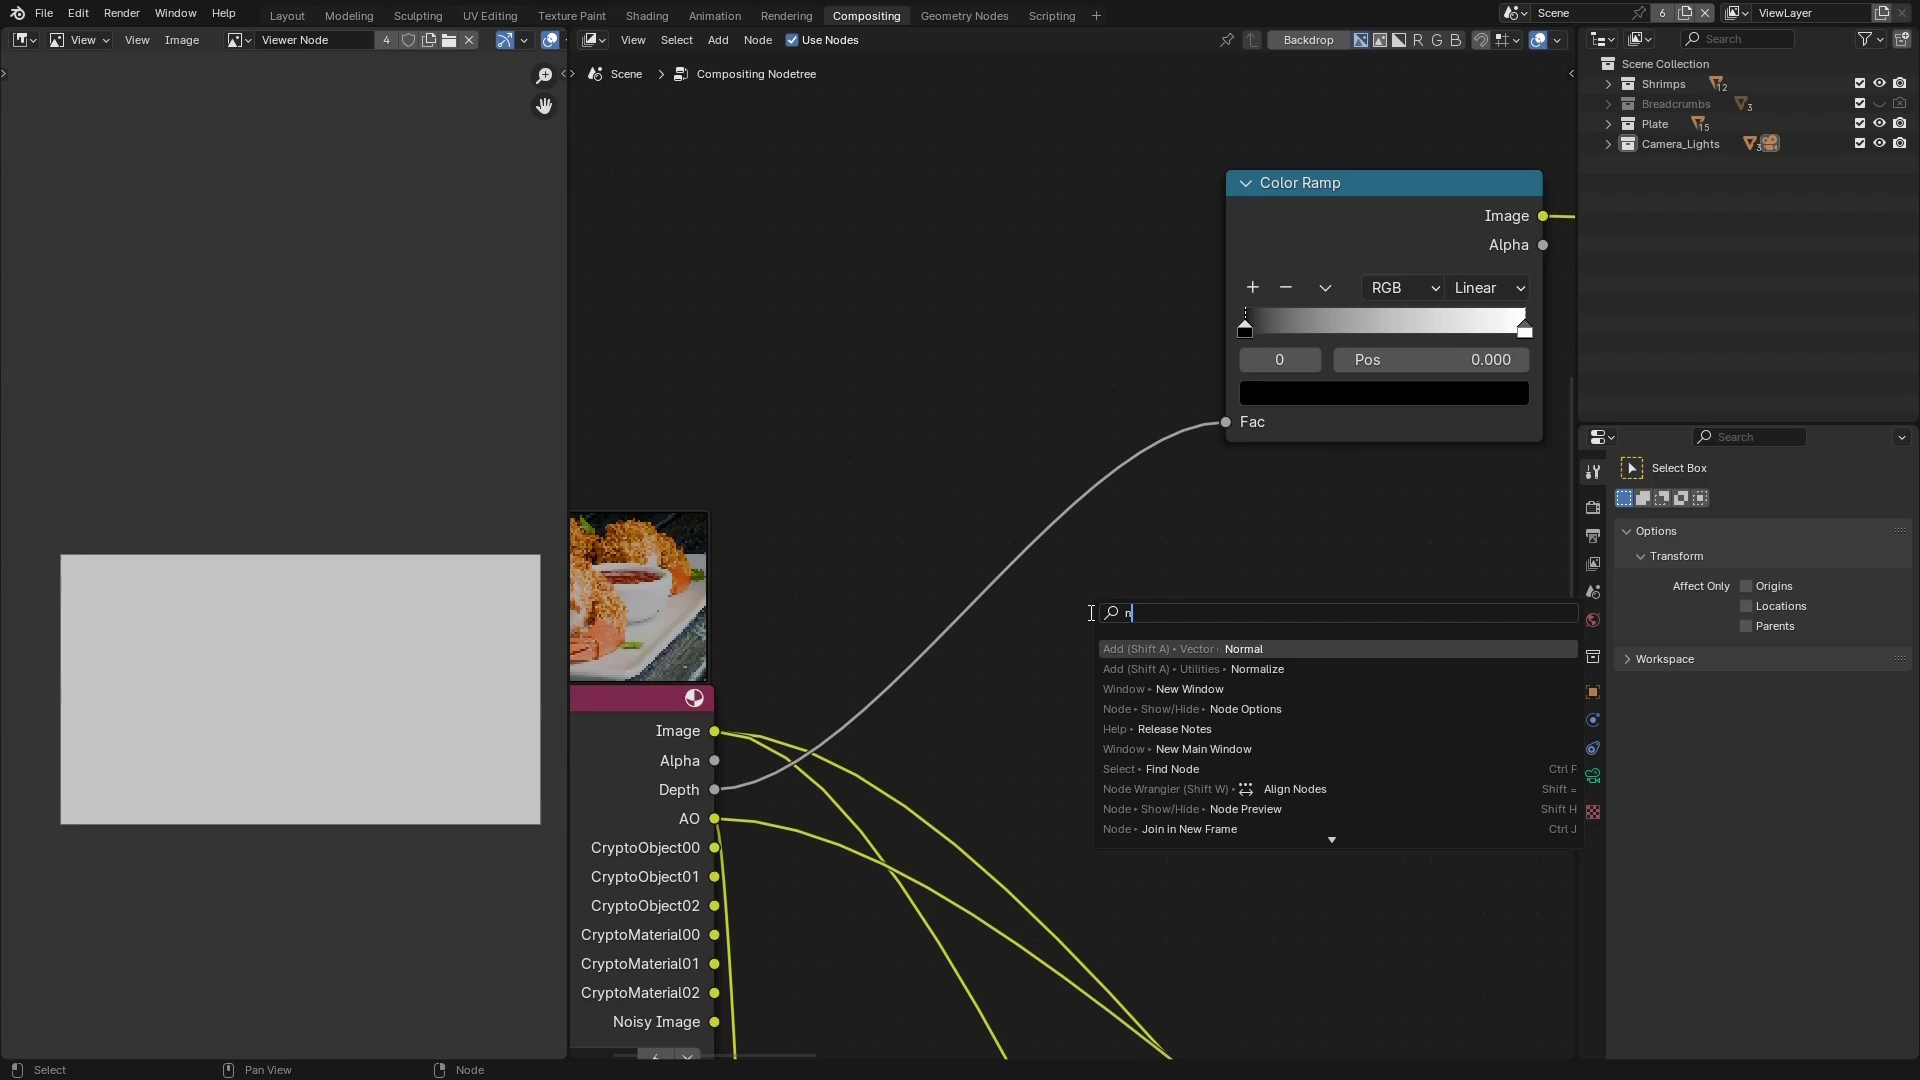 File Edit Render Window Help
Layout Modeling Sculpting UV Editing Texture Paint Shading Animation Rendering Compositing Geometry Nodes Scripting
Scene 6 ViewLayer
View View Image Viewer Node 4
View Select Add Node Use Nodes Backdrop R G B
Search
Scene Compositing Nodetree
Scene Collection
Shrimps 12
Breadcrumbs 3
Plate 15
Camera_Lights 3
Color Ramp
Image
Alpha
RGB Linear
0 Pos 0.000
Fac
Search
Select Box
Options
Transform
Affect Only Origins
Locations
Parents
Workspace
n
Add (Shift A) Vector Normal
Add (Shift A) Utilities Normalize
Window New Window
Node Show/Hide Node Options
Help Release Notes
Window New Main Window
Select Find Node Ctrl F
Node Wrangler (Shift W) Align Nodes Shift =
Node Show/Hide Node Preview Shift H
Node Join in New Frame Ctrl J
Image
Alpha
Depth
AO
CryptoObject00
CryptoObject01
CryptoObject02
CryptoMaterial00
CryptoMaterial01
CryptoMaterial02
Noisy Image
Select Pan View Node